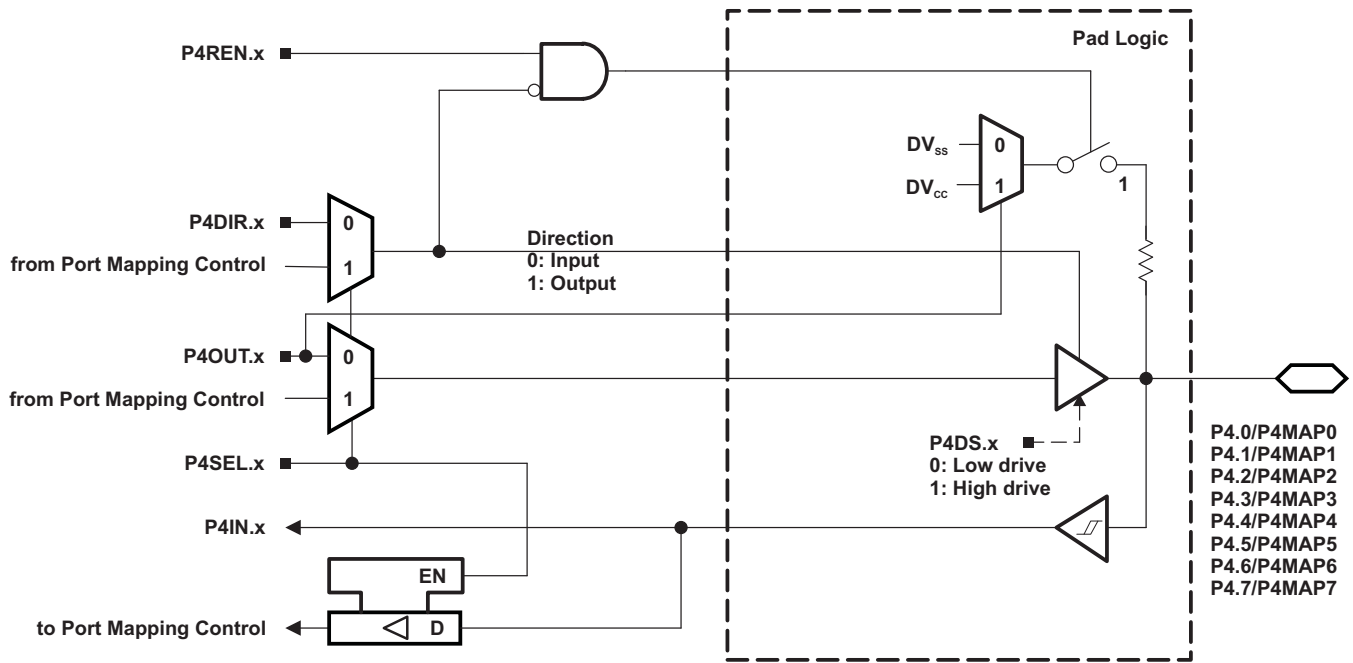 Pad Logic
P4REN.x
DVSS
0
DVCC
1
1
P4DIR.x
0
from Port Mapping Control
1
Direction
0: Input
1: Output
P4OUT.x
0
from Port Mapping Control
1
P4SEL.x
P4DS.x
0: Low drive
1: High drive
P4.0/P4MAP0
P4.1/P4MAP1
P4.2/P4MAP2
P4.3/P4MAP3
P4.4/P4MAP4
P4.5/P4MAP5
P4.6/P4MAP6
P4.7/P4MAP7
P4IN.x
EN
to Port Mapping Control
D